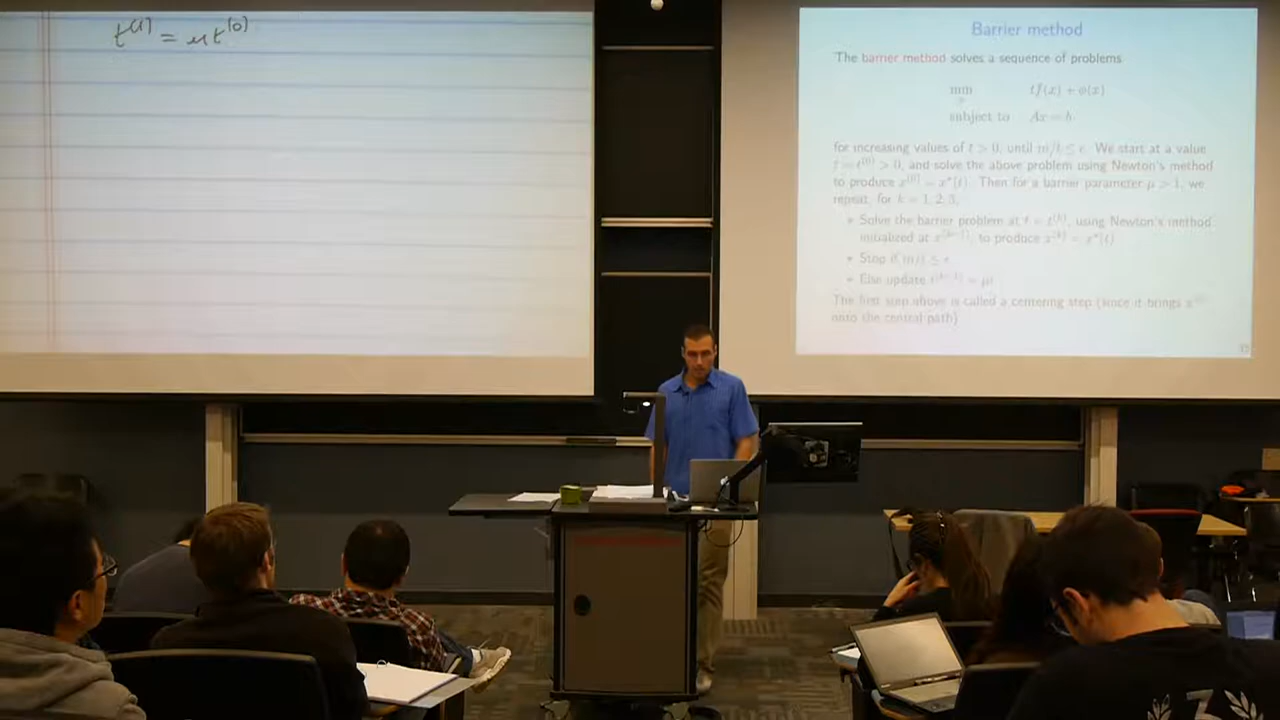 t^(1) = μt^(0)
Barrier method
The barrier method solves a sequence of problems
min_x tf(x) + φ(x)
subject to Ax = b
for increasing values of t > 0, until m/t ≤ ε. We start at a value
t = t^(0) > 0, and solve the above problem using Newton's method
to produce x^(0) = x*(t). Then for a barrier parameter μ > 1, we
repeat, for k = 1, 2, 3,
• Solve the barrier problem at t = t^(k), using Newton's method
initialized at x^(k-1), to produce x^(k) = x*(t)
• Stop if m/t ≤ ε
• Else update t^(k+1) = μt
The first step above is called a centering step (since it brings x^(k)
onto the central path)